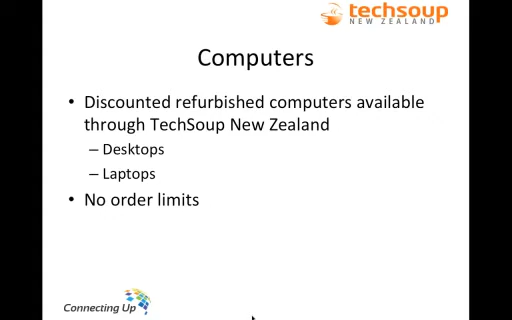 techsoup
NEW ZEALAND
Computers
• Discounted refurbished computers available
through TechSoup New Zealand
– Desktops
– Laptops
• No order limits
Connecting Up